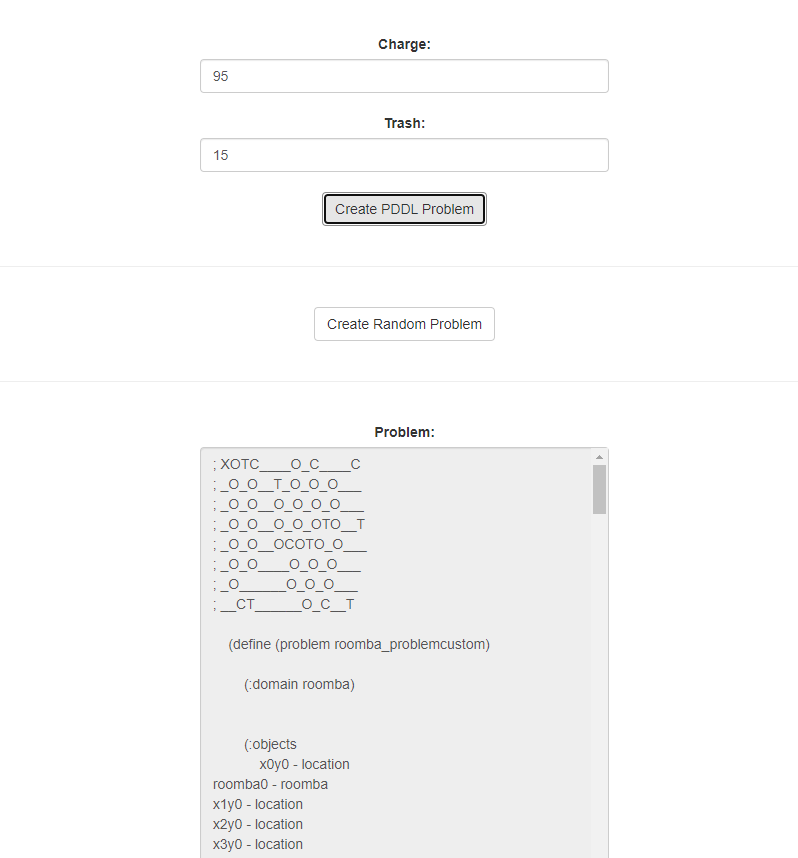 Charge:
95
Trash:
15
Create PDDL Problem
Create Random Problem
Problem:
; XOTC____O_C____C
; _O_O__T_O_O_O___
; _O_O__O_O_O_O___
; _O_O__O_O_OTO__T
; _O_O__OCOTO_O___
; _O_O____O_O_O___
; _O______O_O_O___
; __CT______O_C__T
(define (problem roomba_problemcustom)
(:domain roomba)
(:objects
x0y0 - location
roomba0 - roomba
x1y0 - location
x2y0 - location
x3y0 - location